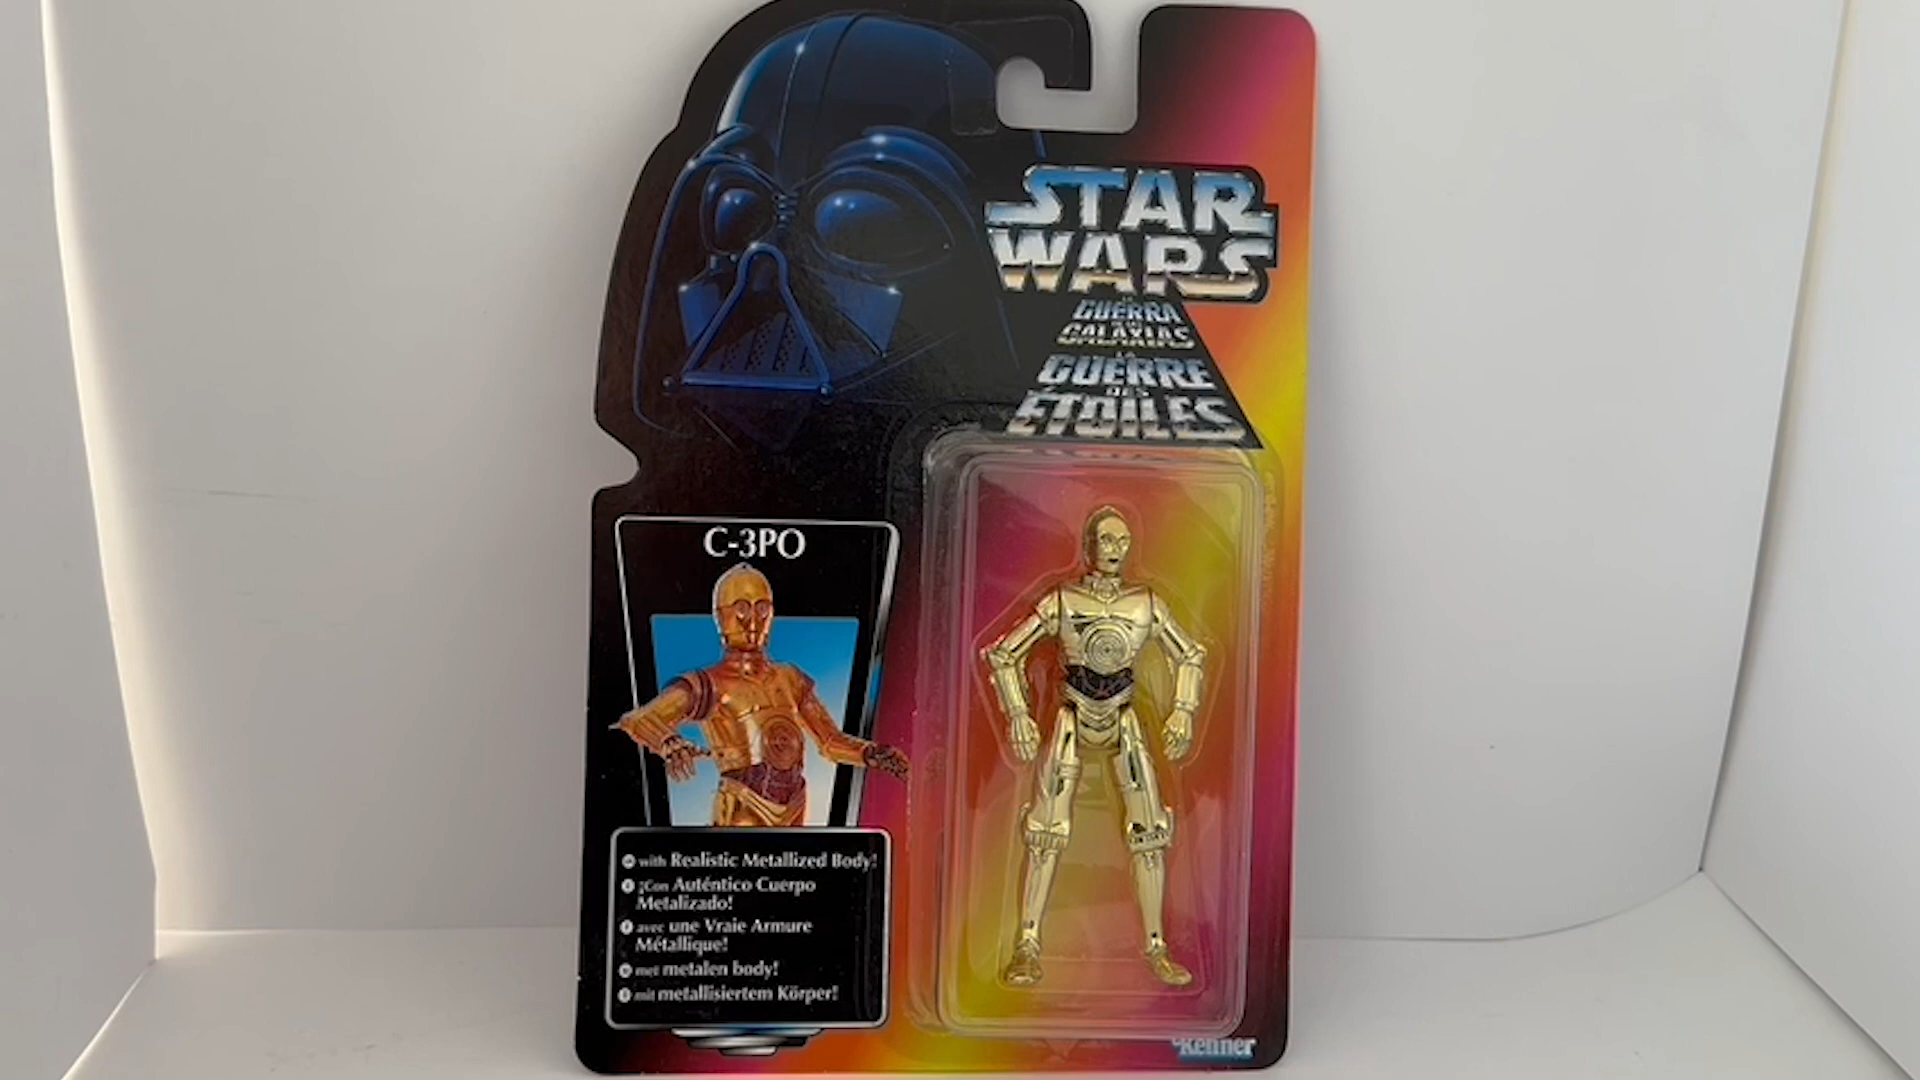 STAR
WARS
LA
GUERRA
DE LAS
GALAXIAS
LA
GUERRE
DES
ÉTOILES
C-3PO
with Realistic Metallized Body!
¡Con Auténtico Cuerpo
Metalizado!
avec une Vraie Armure
Métallique!
met metalen body!
mit metallisiertem Körper!
Kenner